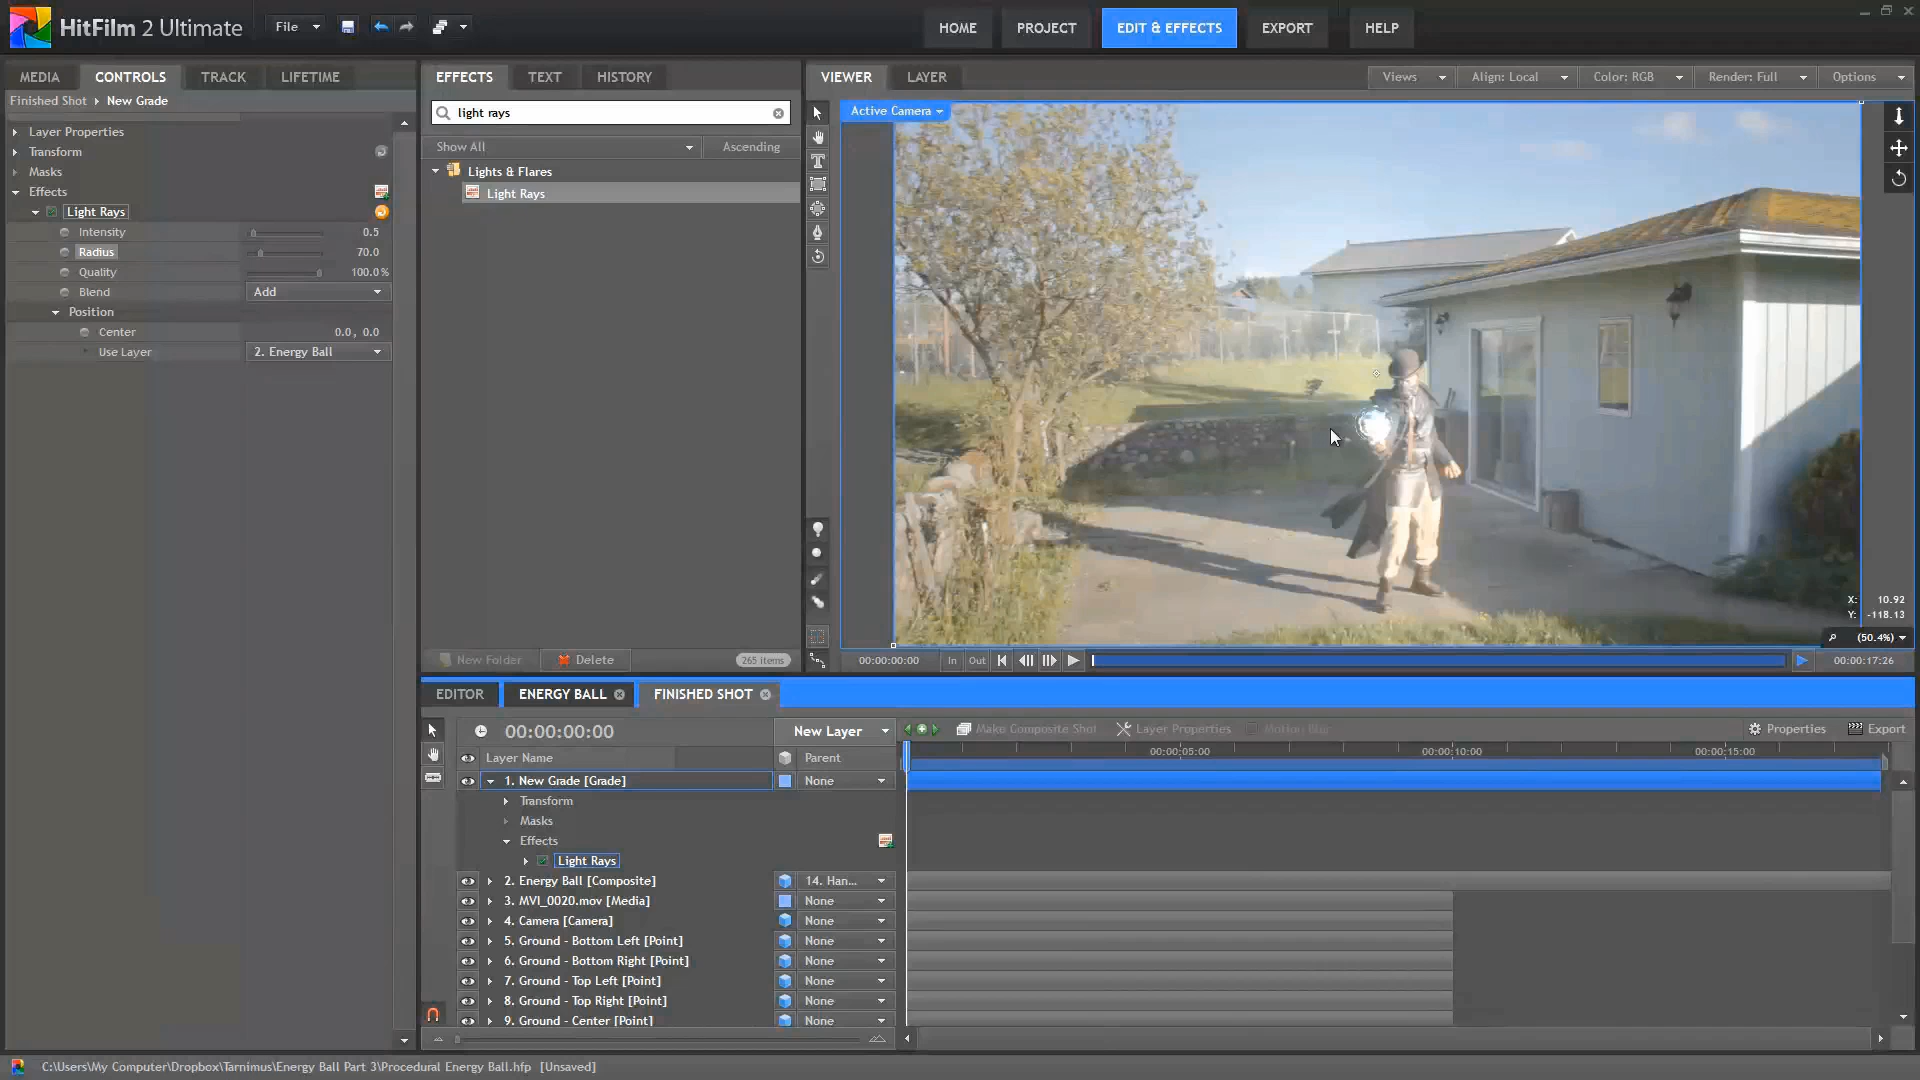 HitFilm 2 Ultimate
File
HOME
PROJECT
EDIT & EFFECTS
EXPORT
HELP
MEDIA
CONTROLS
TRACK
LIFETIME
Finished Shot
New Grade
Layer Properties
Transform
Masks
Effects
Light Rays
Intensity
0.5
Radius
70.0
Quality
100.0%
Blend
Add
Position
Center
0.0, 0.0
Use Layer
2. Energy Ball
EFFECTS
TEXT
HISTORY
light rays
Show All
Ascending
Lights & Flares
Light Rays
New Folder
Delete
265 items
VIEWER
LAYER
Views
Align: Local
Color: RGB
Render: Full
Options
Active Camera
X: 10.92
Y: -118.13
(50.4%)
00:00:00:00
In
Out
00:00:17:26
EDITOR
ENERGY BALL
FINISHED SHOT
00:00:00:00
New Layer
Make Composite Shot
Layer Properties
Motion Blur
Properties
Export
Layer Name
Parent
00:00:05:00
00:00:10:00
00:00:15:00
1. New Grade [Grade]
None
Transform
Masks
Effects
Light Rays
2. Energy Ball [Composite]
14. Han...
3. MVI_0020.mov [Media]
None
4. Camera [Camera]
None
5. Ground - Bottom Left [Point]
None
6. Ground - Bottom Right [Point]
None
7. Ground - Top Left [Point]
None
8. Ground - Top Right [Point]
None
9. Ground - Center [Point]
None
C:\Users\My Computer\Dropbox\Tarnimus\Energy Ball Part 3\Procedural Energy Ball.hfp [Unsaved]